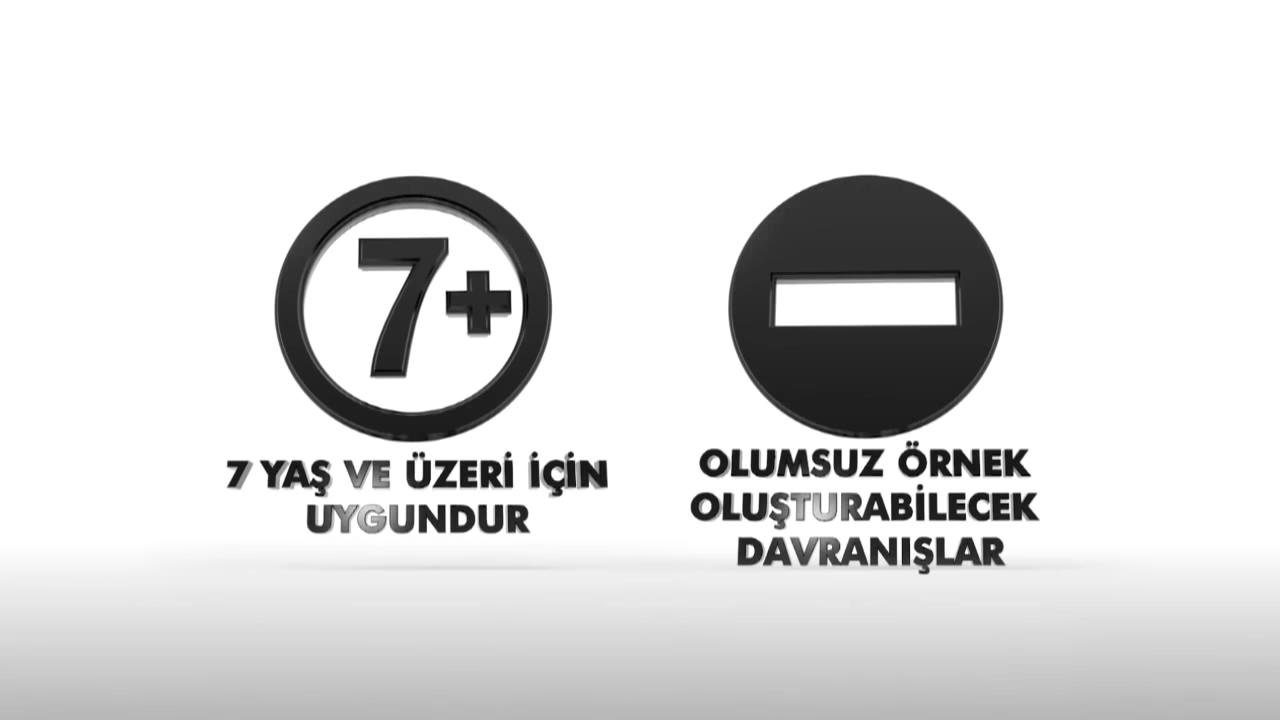 7+
7 YAŞ VE ÜZERİ İÇİN
UYGUNDUR
OLUMSUZ ÖRNEK
OLUŞTURABİLECEK
DAVRANIŞLAR